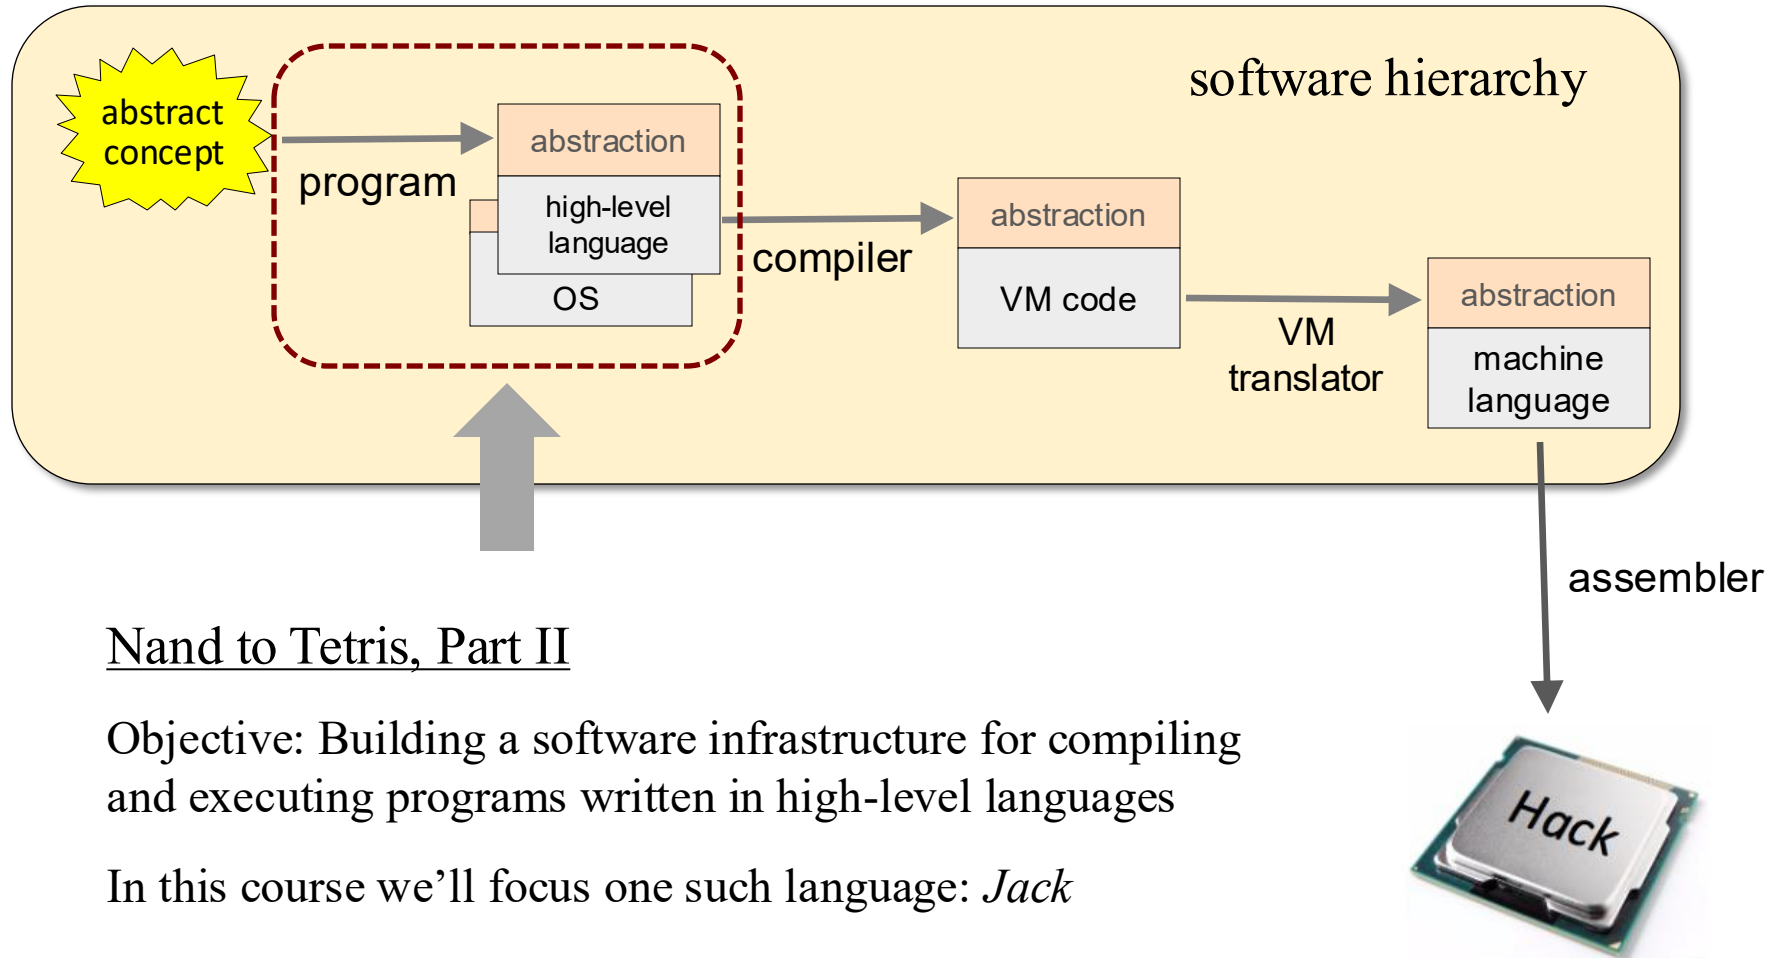 software hierarchy
abstract
concept
program
abstraction
high-level
language
OS
compiler
abstraction
VM code
VM
translator
abstraction
machine
language
assembler
Nand to Tetris, Part II
Objective: Building a software infrastructure for compiling
and executing programs written in high-level languages
In this course we’ll focus one such language: Jack
Hack